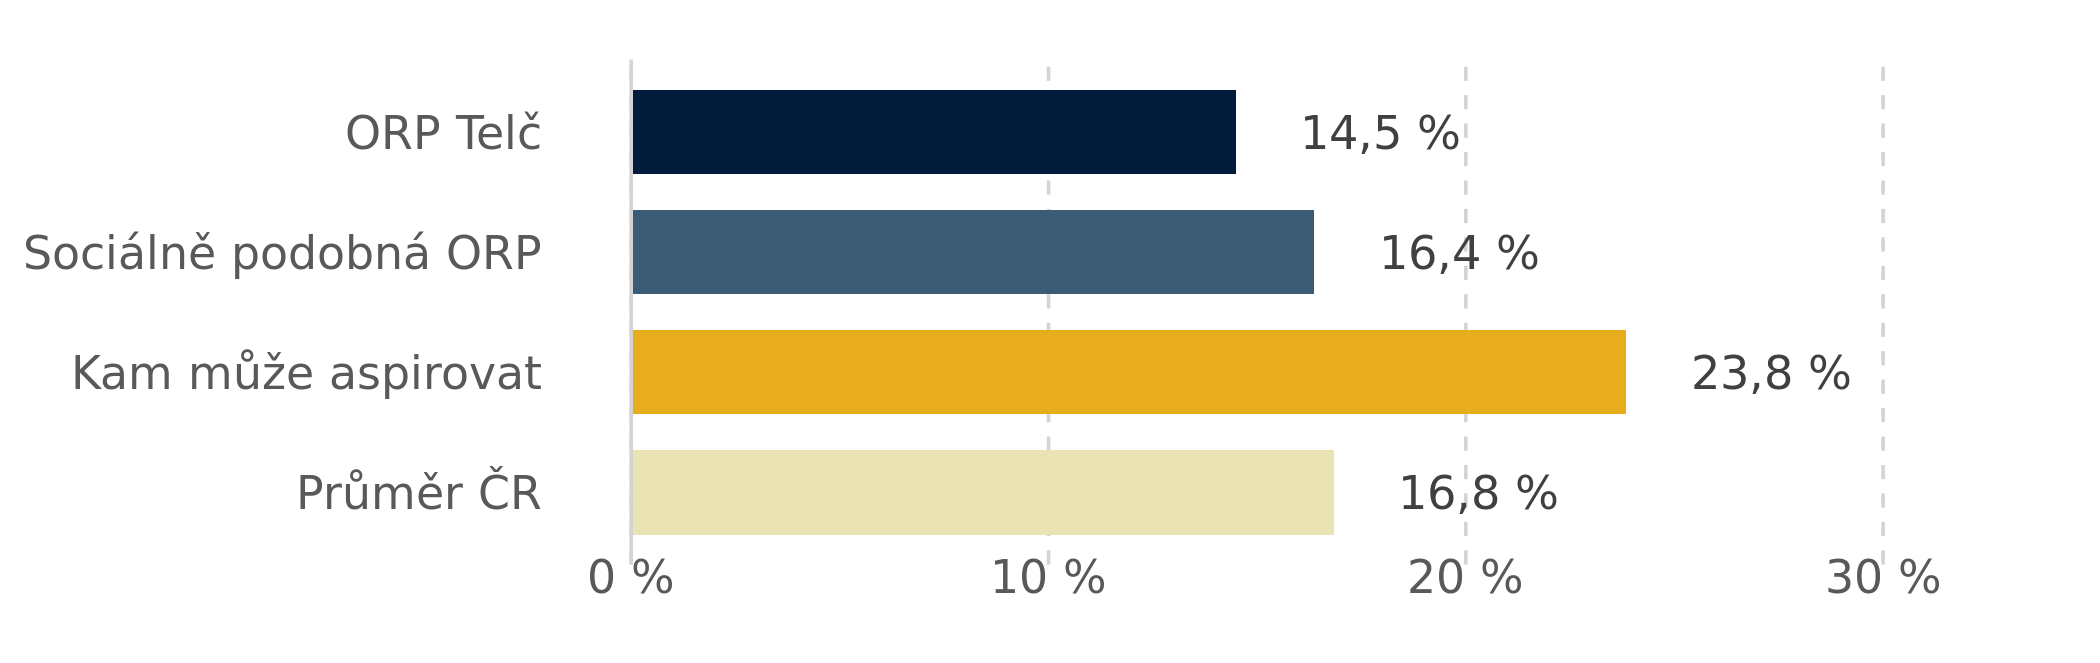 ORP Telč 14,5 %
Sociálně podobná ORP 16,4 %
Kam může aspirovat 23,8 %
Průměr ČR 16,8 %
0 % 10 % 20 % 30 %